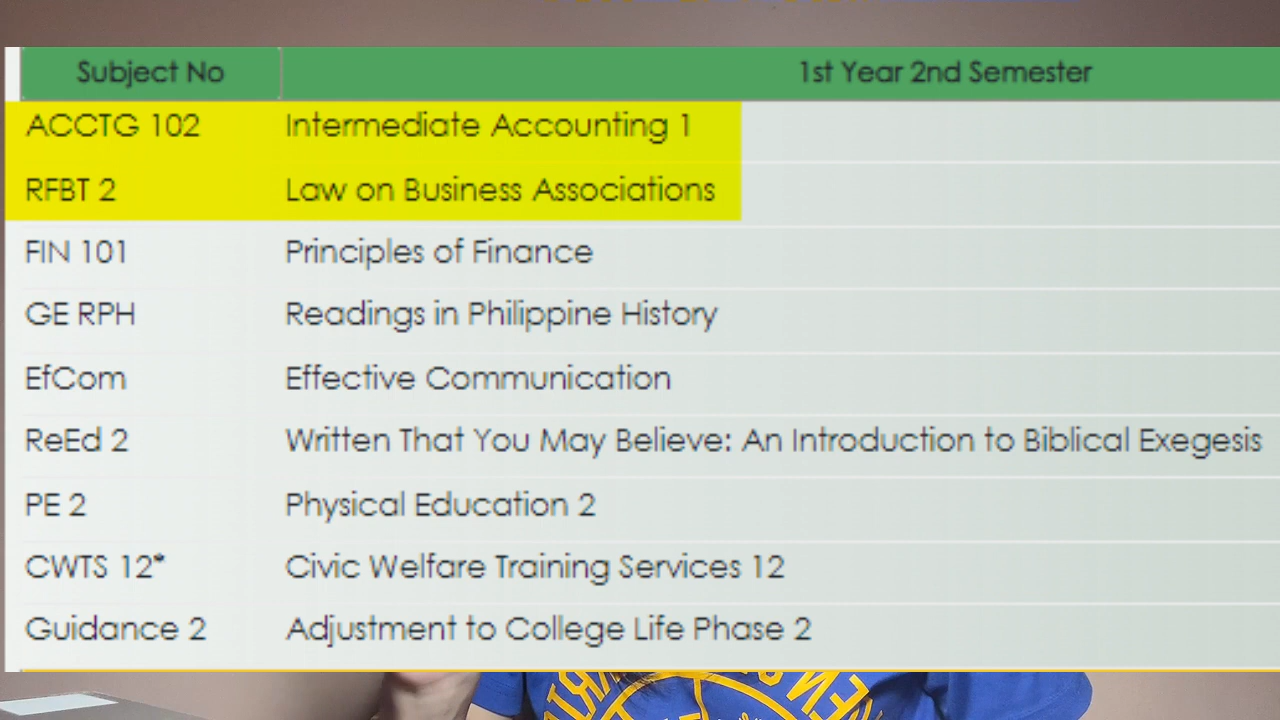 Subject No 1st Year 2nd Semester
ACCTG 102 Intermediate Accounting 1
RFBT 2 Law on Business Associations
FIN 101 Principles of Finance
GE RPH Readings in Philippine History
EfCom Effective Communication
ReEd 2 Written That You May Believe: An Introduction to Biblical Exegesis
PE 2 Physical Education 2
CWTS 12* Civic Welfare Training Services 12
Guidance 2 Adjustment to College Life Phase 2